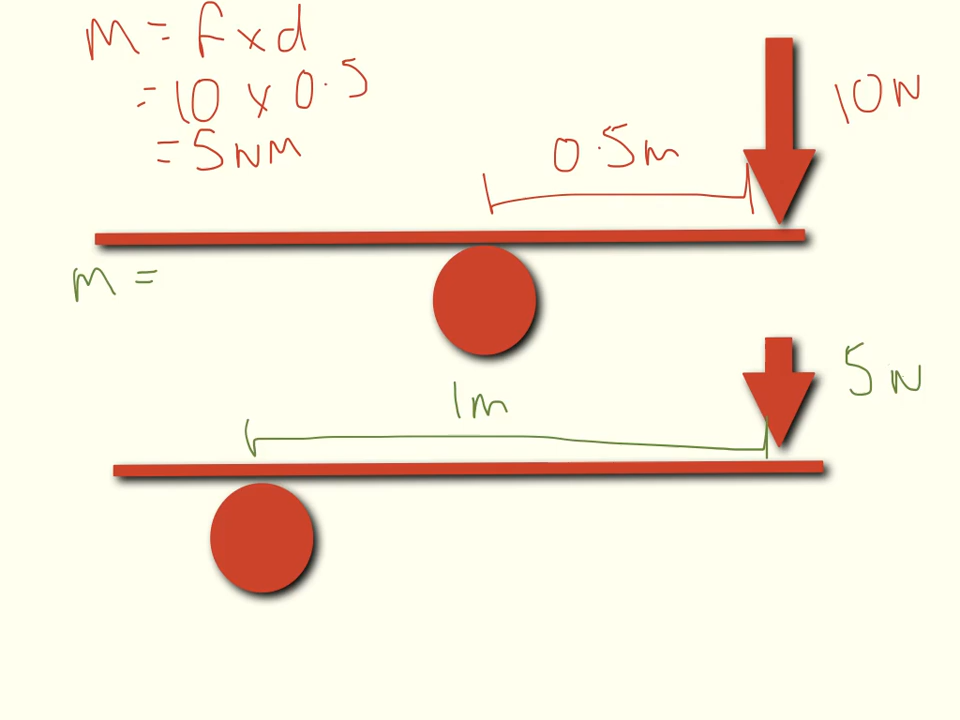 M = F x d
= 10 x 0.5
= 5NM
10N
0.5m
M =
5N
1m